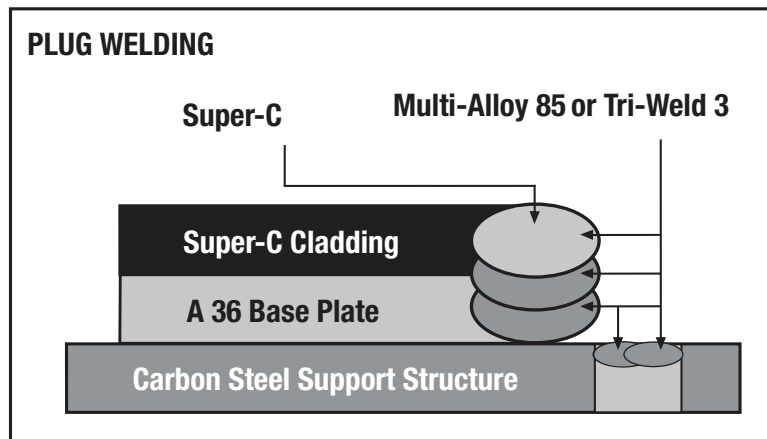 PLUG WELDING
Super-C
Multi-Alloy 85 or Tri-Weld 3
Super-C Cladding
A 36 Base Plate
Carbon Steel Support Structure